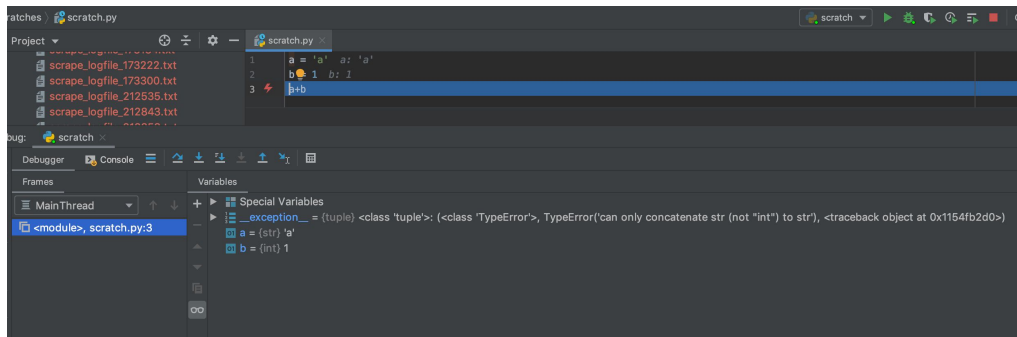 ratches › scratch.py
scratch
Project
scratch.py
scrape_logfile_173222.txt
scrape_logfile_173300.txt
scrape_logfile_212535.txt
scrape_logfile_212843.txt
1 a = 'a' a: 'a'
2 b = 1 b: 1
3 a+b
bug: scratch
Debugger Console
Frames
Variables
MainThread
<module>, scratch.py:3
Special Variables
__exception__ = {tuple} <class 'tuple'>: (<class 'TypeError'>, TypeError('can only concatenate str (not "int") to str'), <traceback object at 0x1154fb2d0>)
a = {str} 'a'
b = {int} 1